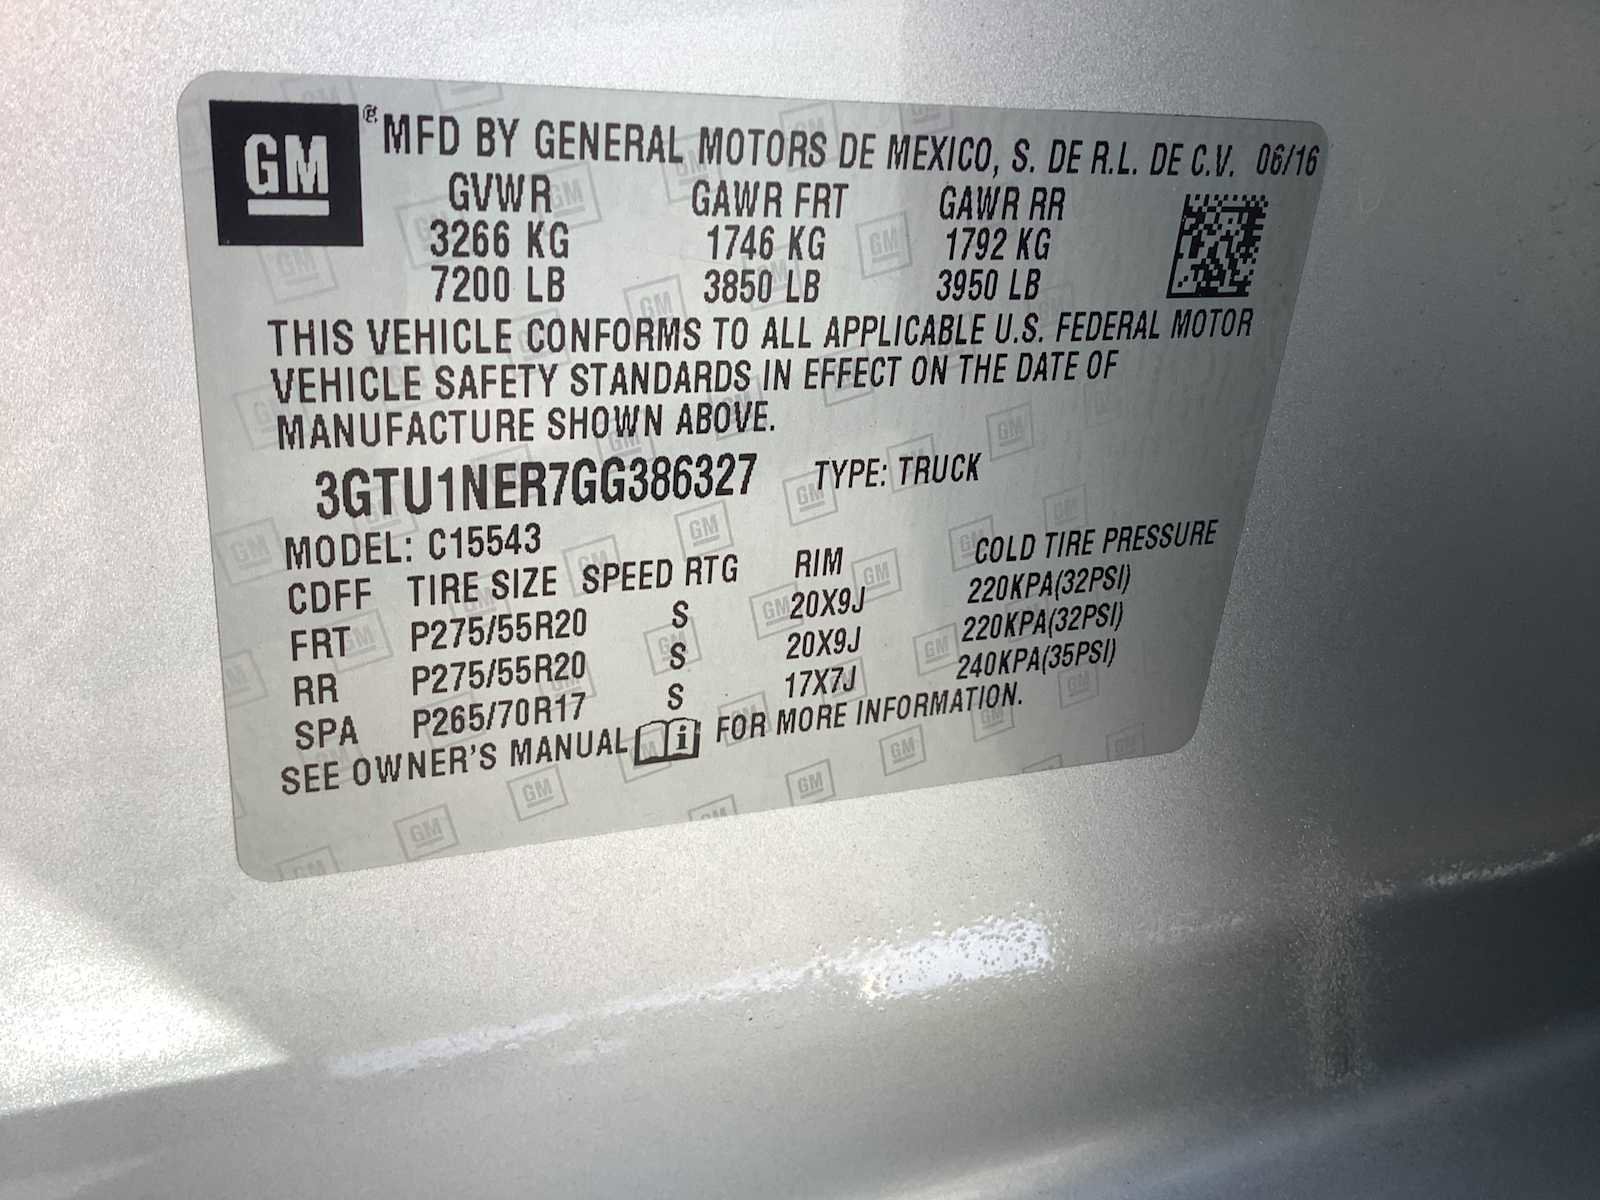 GM® MFD BY GENERAL MOTORS DE MEXICO, S. DE R.L. DE C.V. 06/16
GVWR GAWR FRT GAWR RR
3266 KG 1746 KG 1792 KG
7200 LB 3850 LB 3950 LB
THIS VEHICLE CONFORMS TO ALL APPLICABLE U.S. FEDERAL MOTOR
VEHICLE SAFETY STANDARDS IN EFFECT ON THE DATE OF
MANUFACTURE SHOWN ABOVE.
3GTU1NER7GG386327 TYPE: TRUCK
MODEL: C15543
CDFF TIRE SIZE SPEED RTG RIM COLD TIRE PRESSURE
FRT P275/55R20 S 20X9J 220KPA(32PSI)
RR P275/55R20 S 20X9J 220KPA(32PSI)
SPA P265/70R17 S 17X7J 240KPA(35PSI)
SEE OWNER'S MANUAL i FOR MORE INFORMATION.